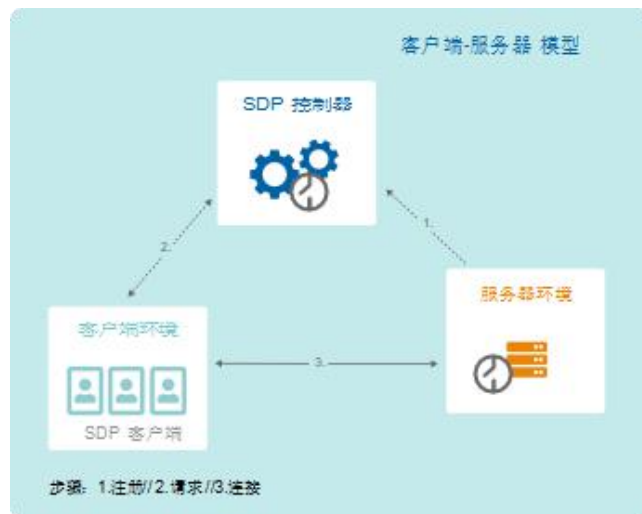 客户端-服务器 模型
SDP 控制器
2.
1.
服务器环境
客户端环境
3.
SDP 客户端
步骤: 1.注册//2.请求//3.连接